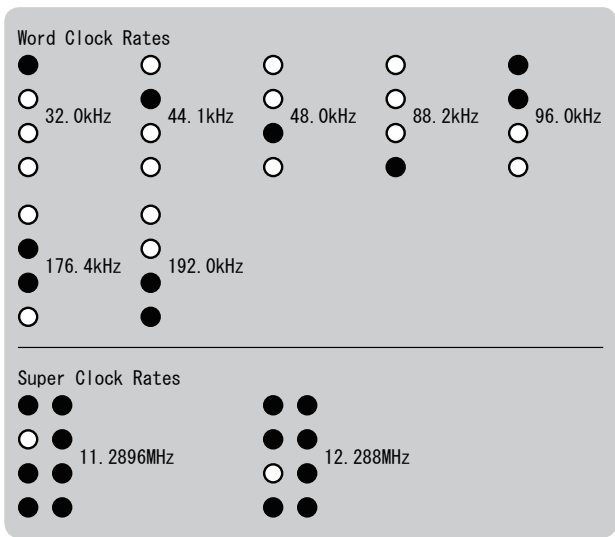 Word Clock Rates
32.0kHz 44.1kHz 48.0kHz 88.2kHz 96.0kHz
176.4kHz 192.0kHz
Super Clock Rates
11.2896MHz 12.288MHz